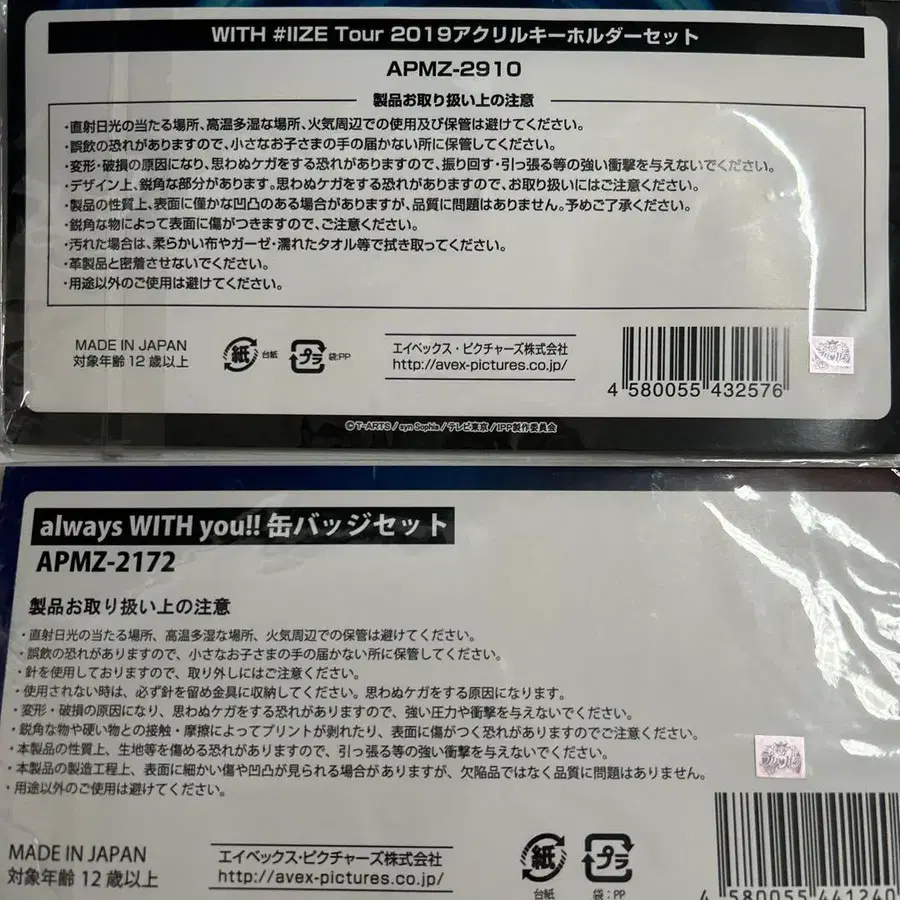 WITH #IIZE Tour 2019アクリルキーホルダーセット
APMZ-2910
製品お取り扱い上の注意
・直射日光の当たる場所、高温多湿な場所、火気周辺での使用及び保管は避けてください。
・誤飲の恐れがありますので、小さなお子さまの手の届かない所に保管してください。
・変形・破損の原因になり、思わぬケガをする恐れがありますので、振り回す・引っ張る等の強い衝撃を与えないでください。
・デザイン上、鋭角な部分があります。思わぬケガをする恐れがありますので、お取り扱いにはご注意ください。
・製品の性質上、表面に僅かな凹凸のある場合がありますが、品質に問題はありません。予めご了承ください。
・鋭角な物によって表面に傷がつきますので、ご注意ください。
・汚れた場合は、柔らかい布やガーゼ・濡れたタオル等で拭き取ってください。
・革製品と密着させないでください。
・用途以外のご使用は避けてください。
MADE IN JAPAN
対象年齢 12 歳以上
紙 台紙
プラ 袋:PP
エイベックス・ピクチャーズ株式会社
http://avex-pictures.co.jp/
4 580055 432576
©T-ARTS / syn Sophia / テレビ東京 / IPP製作委員会
always WITH you!! 缶バッジセット
APMZ-2172
製品お取り扱い上の注意
・直射日光の当たる場所、高温多湿な場所、火気周辺での保管は避けてください。
・誤飲の恐れがありますので、小さなお子さまの手の届かない所に保管してください。
・針を使用しておりますので、取り外しにはご注意ください。
・使用されない時は、必ず針を留め金具に収納してください。思わぬケガをする原因になります。
・変形・破損の原因になり、思わぬケガをする恐れがありますので、強い圧力や衝撃を与えないでください。
・鋭角な物や硬い物との接触・摩擦によってプリントが剥れたり、表面に傷がつく恐れがありますのでご注意ください。
・本製品の性質上、生地等を傷める恐れがありますので、引っ張る等の強い衝撃を与えないでください。
・本製品の製造工程上、表面に細かい傷や凹凸が見られる場合がありますが、欠陥品ではなく品質に問題はありません。
・用途以外のご使用は避けてください。
MADE IN JAPAN
対象年齢 12 歳以上
エイベックス・ピクチャーズ株式会社
http://avex-pictures.co.jp/
紙 台紙
プラ 袋:PP
4 580055 441240